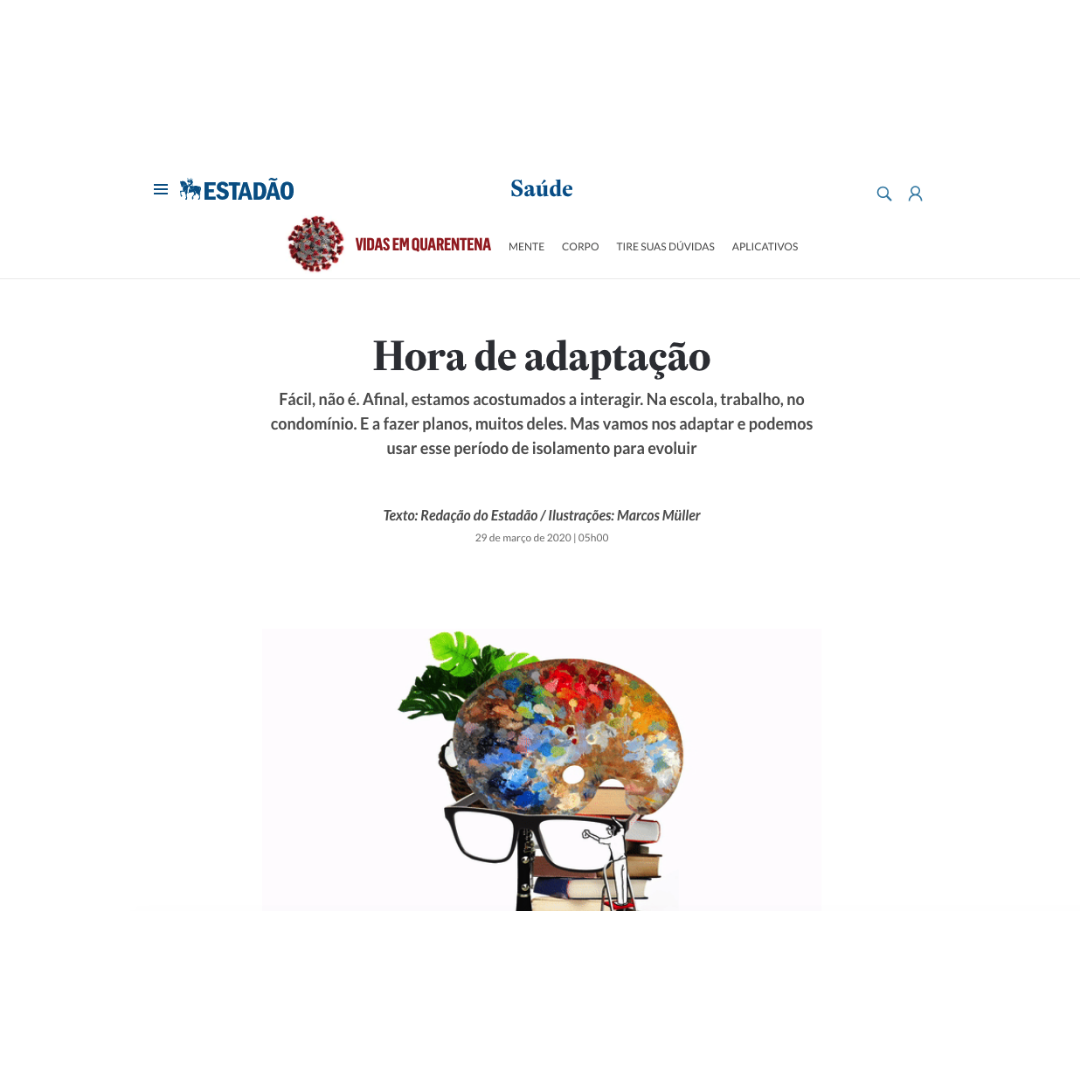 ESTADÃO
Saúde
VIDAS EM QUARENTENA MENTE CORPO TIRE SUAS DÚVIDAS APLICATIVOS
Hora de adaptação
Fácil, não é. Afinal, estamos acostumados a interagir. Na escola, trabalho, no
condomínio. E a fazer planos, muitos deles. Mas vamos nos adaptar e podemos
usar esse período de isolamento para evoluir
Texto: Redação do Estadão / Ilustrações: Marcos Müller
29 de março de 2020 | 05h00